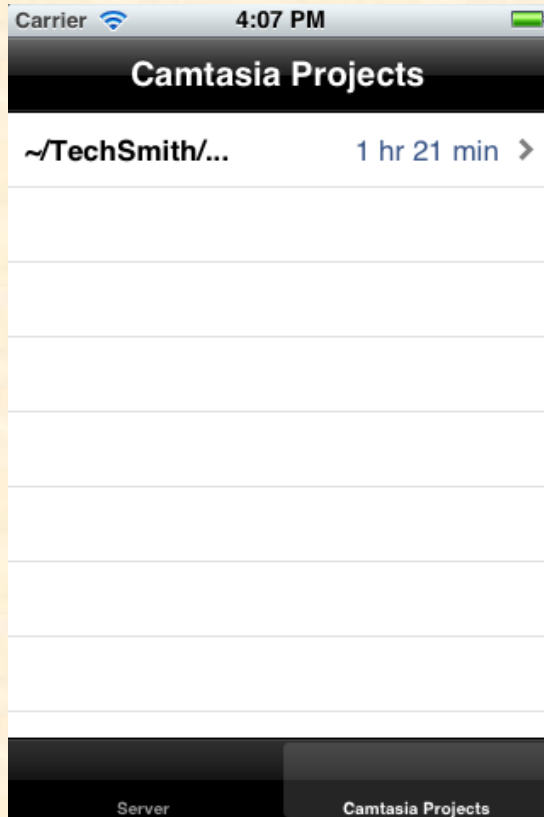 Carrier 4:07 PM
Camtasia Projects
~/TechSmith/... 1 hr 21 min
Server Camtasia Projects